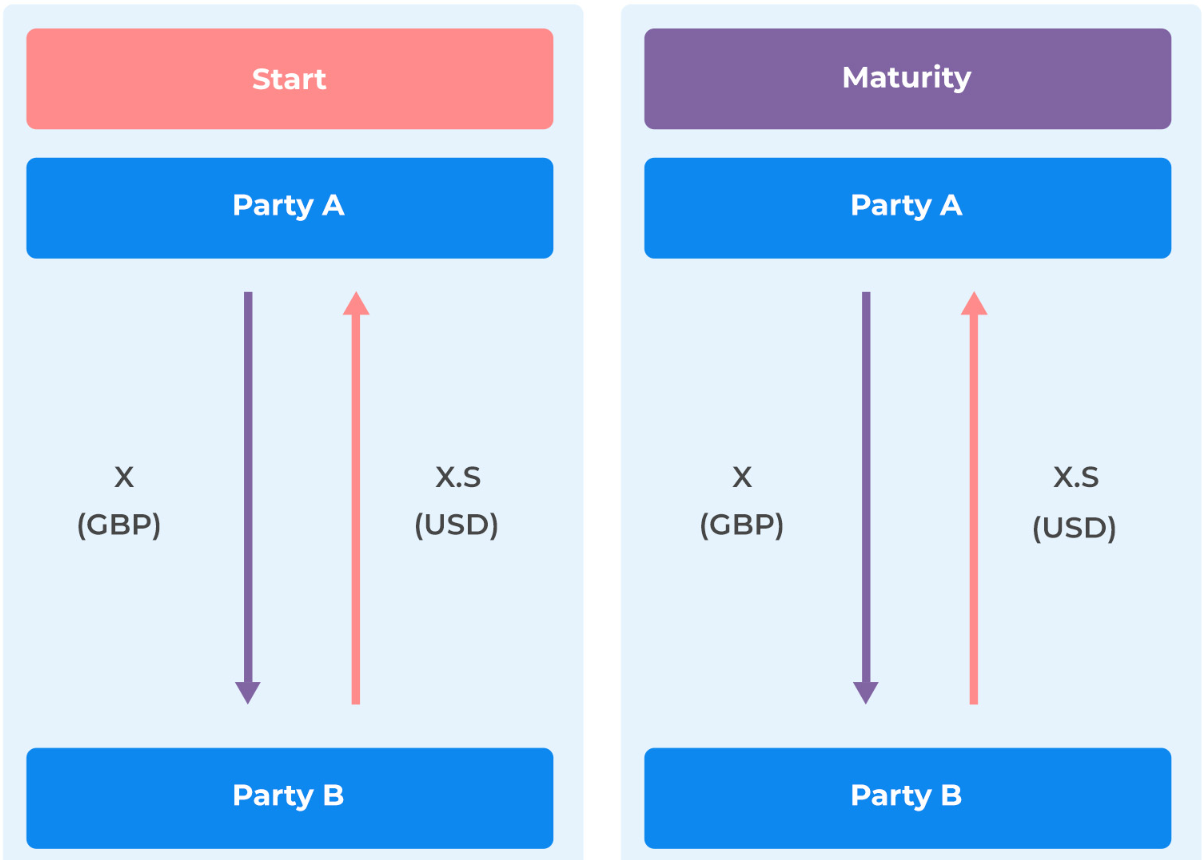 Start
Party A
X
(GBP)
X.S
(USD)
Party B
Maturity
Party A
X
(GBP)
X.S
(USD)
Party B